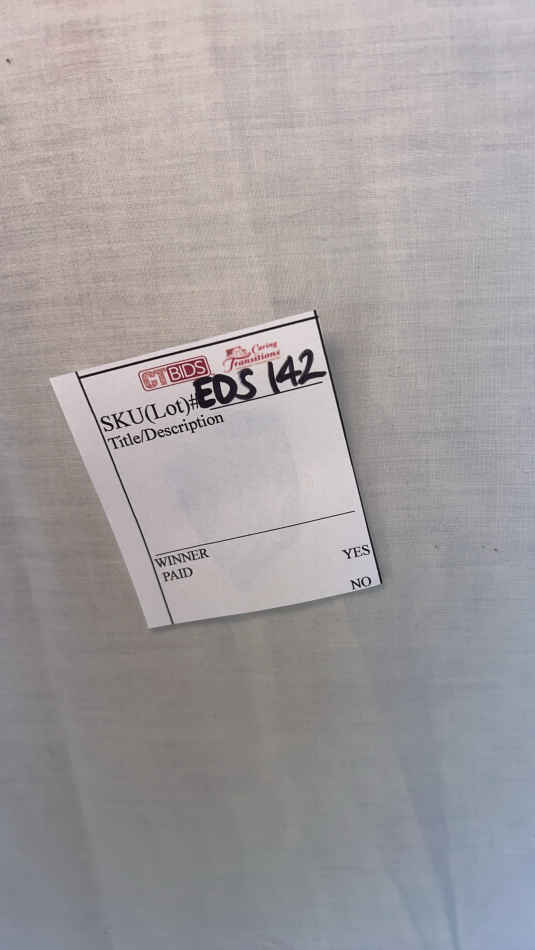 CTBIDS Caring Transitions
SKU(Lot)# EDS 142
Title/Description
WINNER YES
PAID
NO